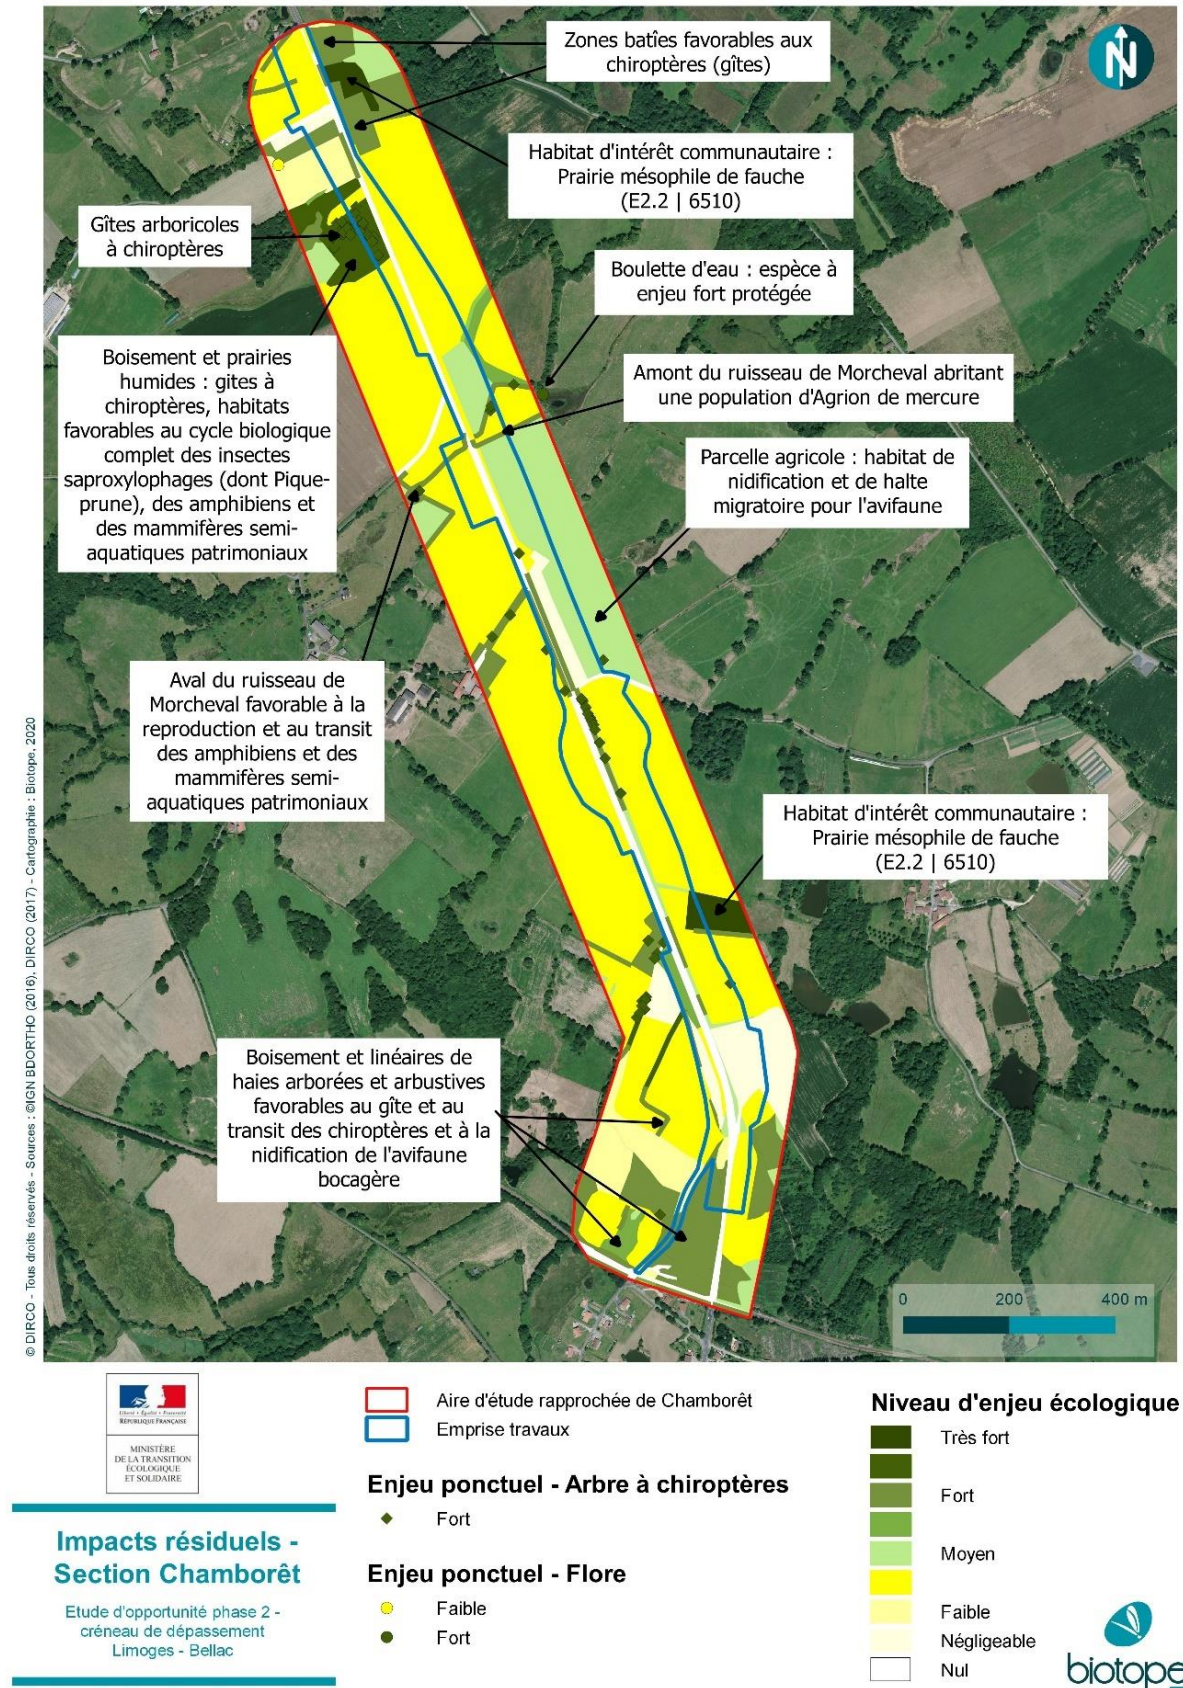 Zones baties favorables aux
chiroptères (gîtes)
N
Habitat d'intérêt communautaire :
Prairie mésophile de fauche
(E2.2 | 6510)
Gîtes arboricoles
à chiroptères
Boulette d'eau : espèce à
enjeu fort protégée
Boisement et prairies
humides : gites à
chiroptères, habitats
favorables au cycle biologique
complet des insectes
saproxylophages (dont Pique-
prune), des amphibiens et
des mammifères semi-
aquatiques patrimoniaux
Amont du ruisseau de Morcheval abritant
une population d'Agrion de mercure
Parcelle agricole : habitat de
nidification et de halte
migratoire pour l'avifaune
Aval du ruisseau de
Morcheval favorable à la
reproduction et au transit
des amphibiens et des
mammifères semi-
aquatiques patrimoniaux
Habitat d'intérêt communautaire :
Prairie mésophile de fauche
(E2.2 | 6510)
Boisement et linéaires de
haies arborées et arbustives
favorables au gîte et au
transit des chiroptères et à la
nidification de l'avifaune
bocagère
0 200 400 m
© DIRCO - Tous droits réservés - Sources : ©IGN BDORTHO (2016), DIRCO (2017) - Cartographie : Biotope, 2020
Liberté • Égalité • Fraternité
RÉPUBLIQUE FRANÇAISE
MINISTÈRE
DE LA TRANSITION
ÉCOLOGIQUE
ET SOLIDAIRE
Impacts résiduels -
Section Chamborêt
Etude d'opportunité phase 2 -
créneau de dépassement
Limoges - Bellac
Aire d'étude rapprochée de Chamborêt
Emprise travaux
Enjeu ponctuel - Arbre à chiroptères
Fort
Enjeu ponctuel - Flore
Faible
Fort
Niveau d'enjeu écologique
Très fort
Fort
Moyen
Faible
Négligeable
Nul
biotope